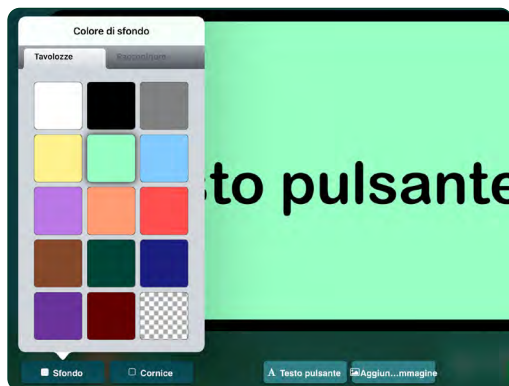 Colore di sfondo
Tavolozze
sto pulsante
Sfondo
Cornice
A Testo pulsante
Aggiun...mmagine